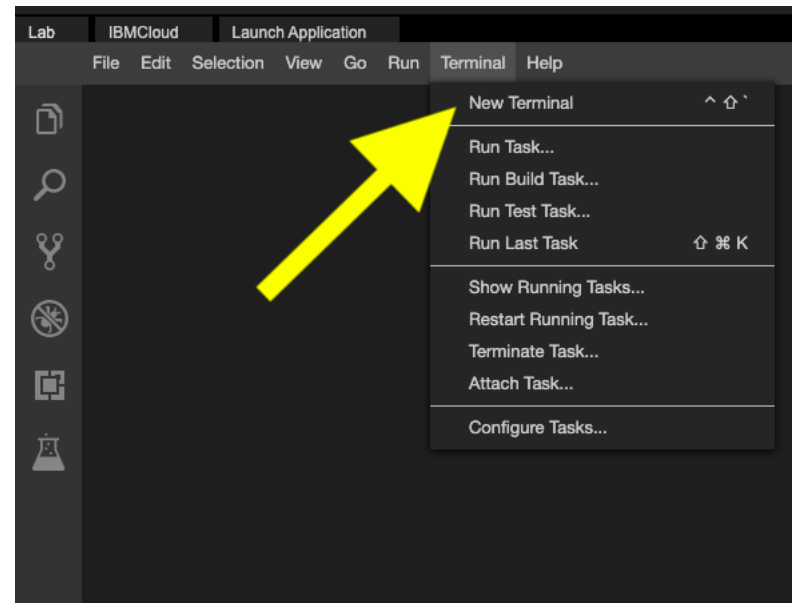 Lab IBMCloud Launch Application
File Edit Selection View Go Run Terminal Help
New Terminal ^ ⇧ `
Run Task...
Run Build Task...
Run Test Task...
Run Last Task ⇧ ⌘ K
Show Running Tasks...
Restart Running Task...
Terminate Task...
Attach Task...
Configure Tasks...